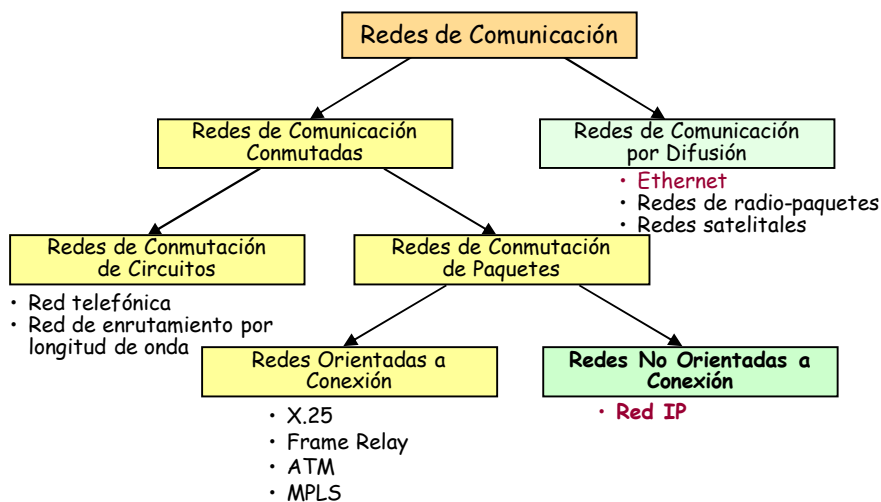 Redes de Comunicación
Redes de Comunicación
Conmutadas
Redes de Comunicación
por Difusión
• Ethernet
• Redes de radio-paquetes
• Redes satelitales
Redes de Conmutación
de Circuitos
• Red telefónica
• Red de enrutamiento por
longitud de onda
Redes de Conmutación
de Paquetes
Redes Orientadas a
Conexión
• X.25
• Frame Relay
• ATM
• MPLS
Redes No Orientadas a
Conexión
• Red IP